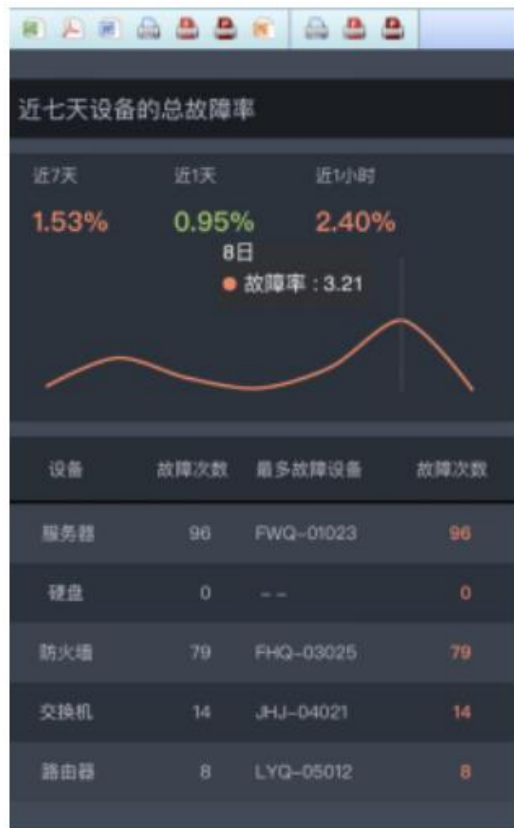 近七天设备的总故障率
近7天 近1天 近1小时
1.53% 0.95% 2.40%
8日
故障率 : 3.21
设备 故障次数 最多故障设备 故障次数
服务器 96 FWQ-01023 96
硬盘 0 -- 0
防火墙 79 FHQ-03025 79
交换机 14 JHJ-04021 14
路由器 8 LYQ-05012 8